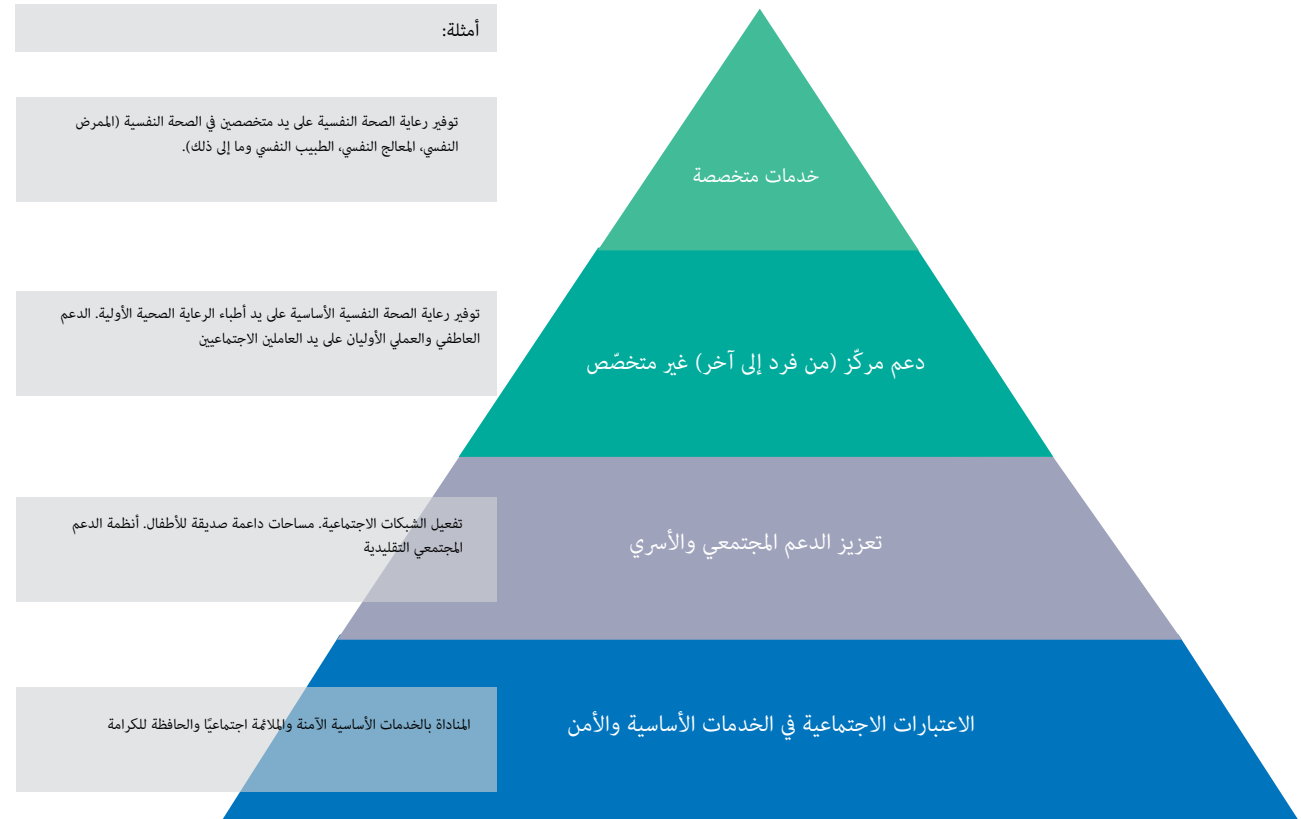 أمثلة:
خدمات متخصصة
توفير رعاية الصحة النفسية على يد متخصصين في الصحة النفسية (الممرض
النفسي، المعالج النفسي، الطبيب النفسي وما إلى ذلك).
دعم مركّز (من فرد إلى آخر) غير متخصّص
توفير رعاية الصحة النفسية الأساسية على يد أطباء الرعاية الصحية الأولية. الدعم
العاطفي والعملي الأوليان على يد العاملين الاجتماعيين
تعزيز الدعم المجتمعي والأسري
تفعيل الشبكات الاجتماعية. مساحات داعمة صديقة للأطفال. أنظمة الدعم
المجتمعي التقليدية
الاعتبارات الاجتماعية في الخدمات الأساسية والأمن
المناداة بالخدمات الأساسية الآمنة والملائمة اجتماعيًا والحافظة للكرامة